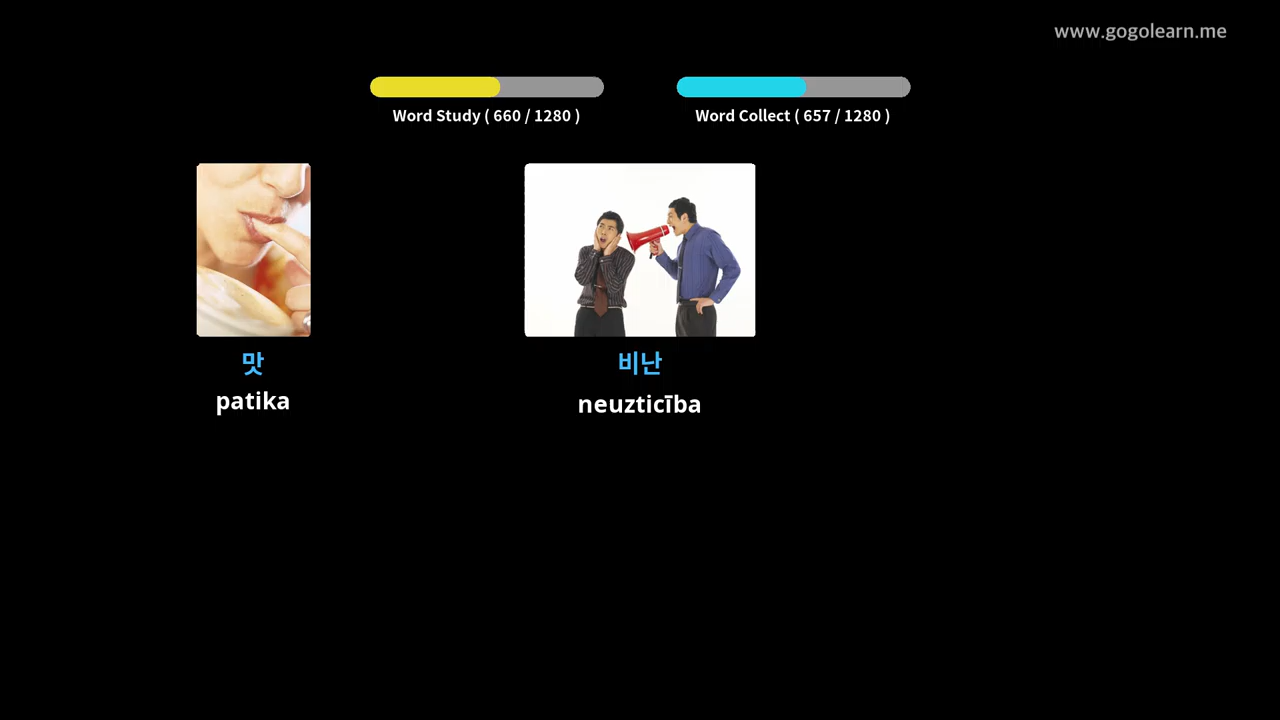 www.gogolearn.me
Word Study ( 660 / 1280 )
Word Collect ( 657 / 1280 )
맛
patika
비난
neuzticība